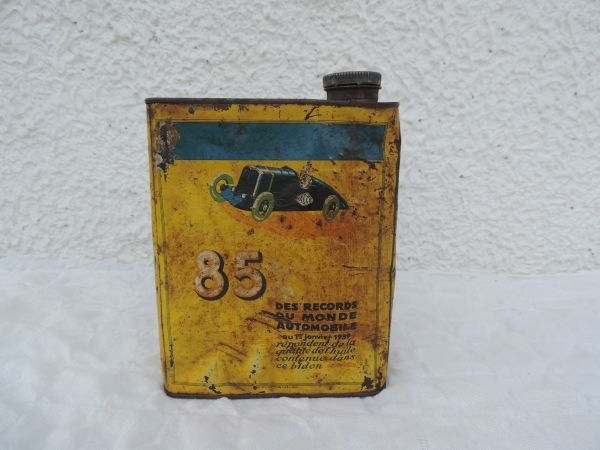 85
DES RECORDS
DU MONDE
AUTOMOBILE
au 1er janvier 1939
répondent de la
qualité de l'huile
contenue dans
ce bidon